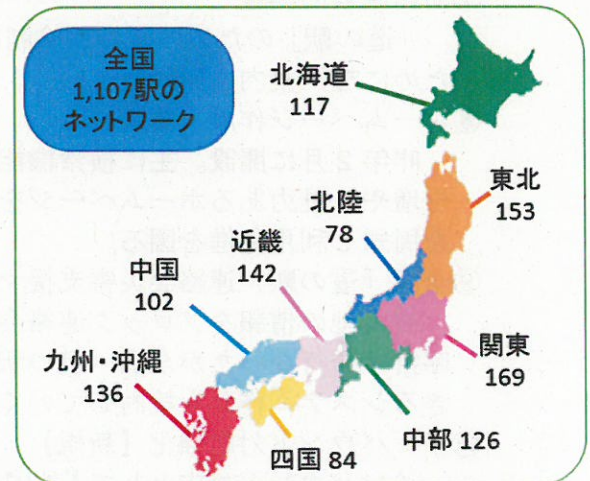 全国
1,107駅の
ネットワーク
北海道
117
東北
153
北陸
78
近畿
142
中国
102
関東
169
九州・沖縄
136
中部 126
四国 84